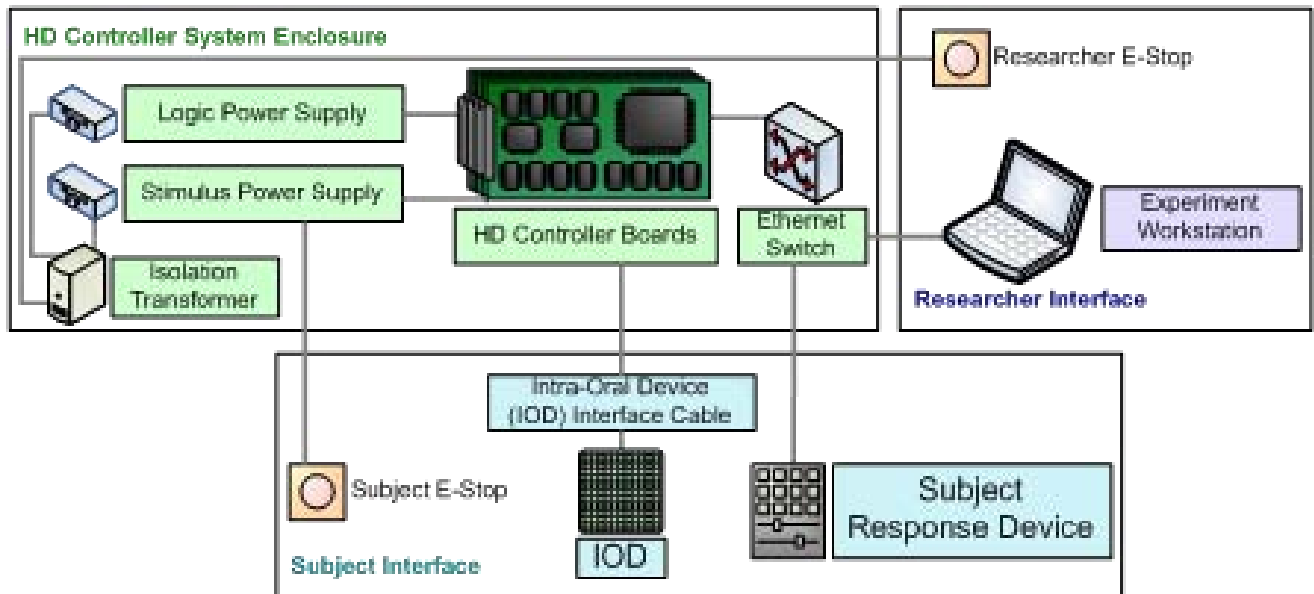 HD Controller System Enclosure
Researcher E-Stop
Logic Power Supply
Stimulus Power Supply
HD Controller Boards
Ethernet
Switch
Experiment
Workstation
Isolation
Transformer
Researcher Interface
Intra-Oral Device
(IOD) Interface Cable
Subject E-Stop
Subject
Response Device
IOD
Subject Interface